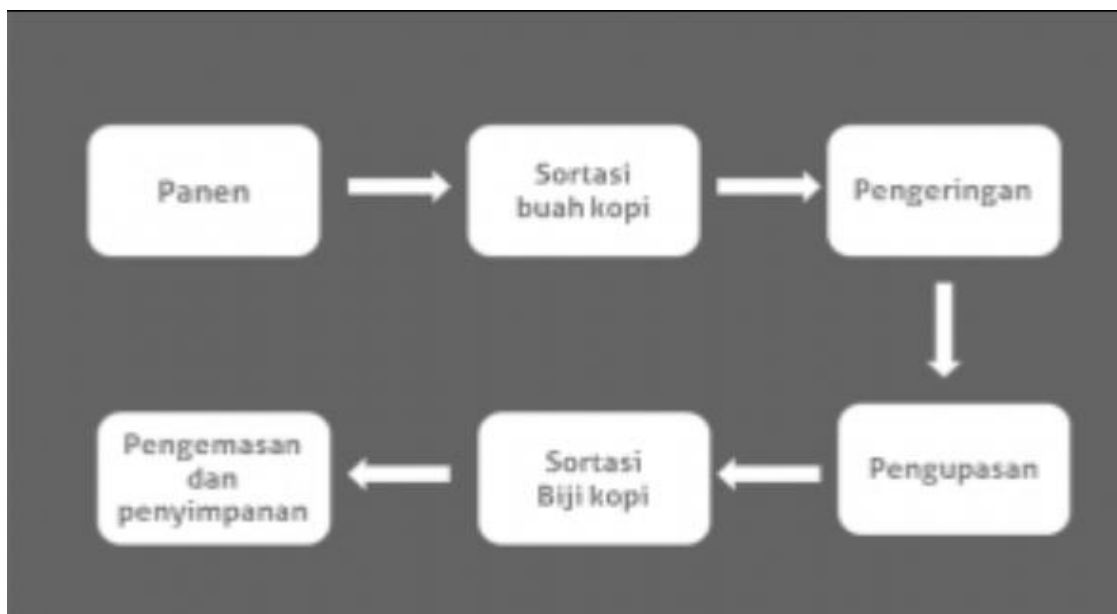 Panen
Sortasi
buah kopi
Pengeringan
Pengupasan
Sortasi
Biji kopi
Pengemasan
dan
penyimpanan